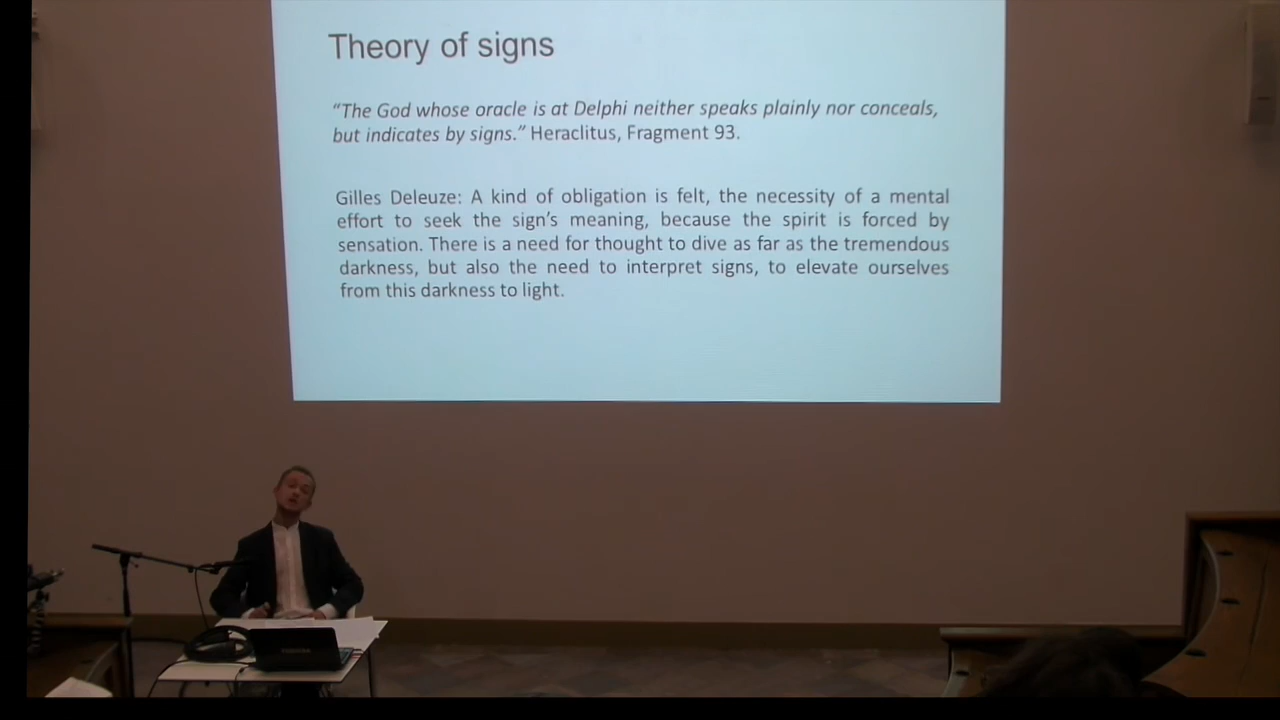 Theory of signs
“The God whose oracle is at Delphi neither speaks plainly nor conceals,
but indicates by signs.” Heraclitus, Fragment 93.
Gilles Deleuze: A kind of obligation is felt, the necessity of a mental
effort to seek the sign’s meaning, because the spirit is forced by
sensation. There is a need for thought to dive as far as the tremendous
darkness, but also the need to interpret signs, to elevate ourselves
from this darkness to light.
TOSHIBA